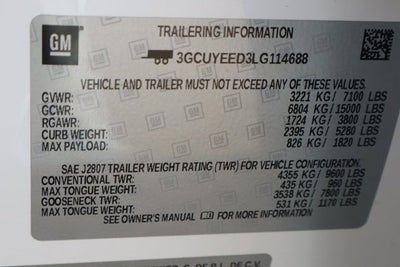 GM
TRAILERING INFORMATION
3GCUYEED3LG114688
VEHICLE AND TRAILER MUST NOT EXCEED ANY OF THESE RATINGS.
GVWR: 3221 KG / 7100 LBS
GCWR: 6804 KG / 15000 LBS
RGAWR: 1724 KG / 3800 LBS
CURB WEIGHT: 2395 KG / 5280 LBS
MAX PAYLOAD: 826 KG / 1820 LBS
SAE J2807 TRAILER WEIGHT RATING (TWR) FOR VEHICLE CONFIGURATION.
CONVENTIONAL TWR: 4355 KG / 9600 LBS
MAX TONGUE WEIGHT: 435 KG / 960 LBS
GOOSENECK TWR: 3538 KG / 7800 LBS
MAX TONGUE WEIGHT: 531 KG / 1170 LBS
SEE OWNER'S MANUAL FOR MORE INFORMATION.